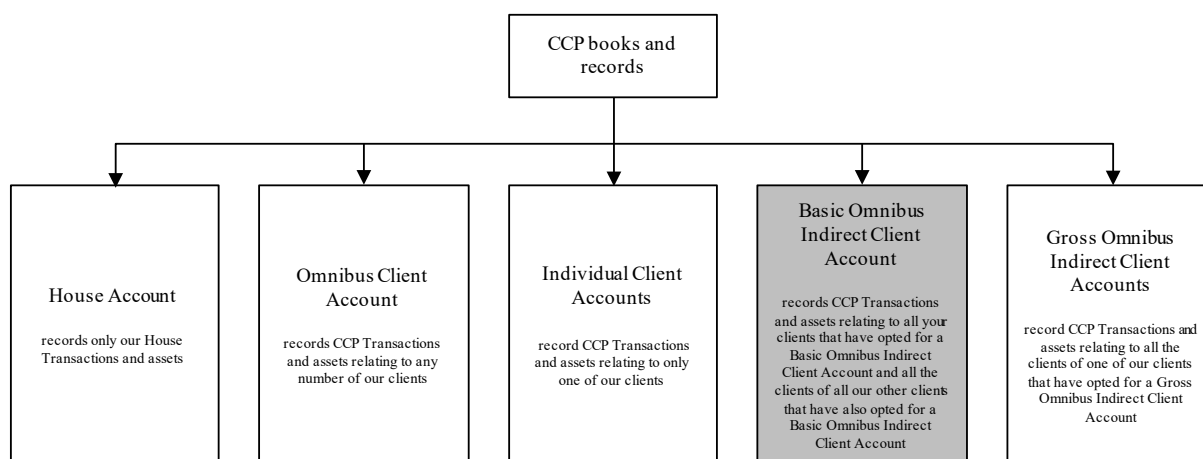 CCP books and
records
House Account
records only our House
Transactions and assets
Omnibus Client
Account
records CCP Transactions
and assets relating to any
number of our clients
Individual Client
Accounts
record CCP Transactions
and assets relating to only
one of our clients
Basic Omnibus
Indirect Client
Account
records CCP Transactions
and assets relating to all your
clients that have opted for a
Basic Omnibus Indirect
Client Account and all the
clients of all our other clients
that have also opted for a
Basic Omnibus Indirect
Client Account
Gross Omnibus
Indirect Client
Accounts
record CCP Transactions and
assets relating to all the
clients of one of our clients
that have opted for a Gross
Omnibus Indirect Client
Account